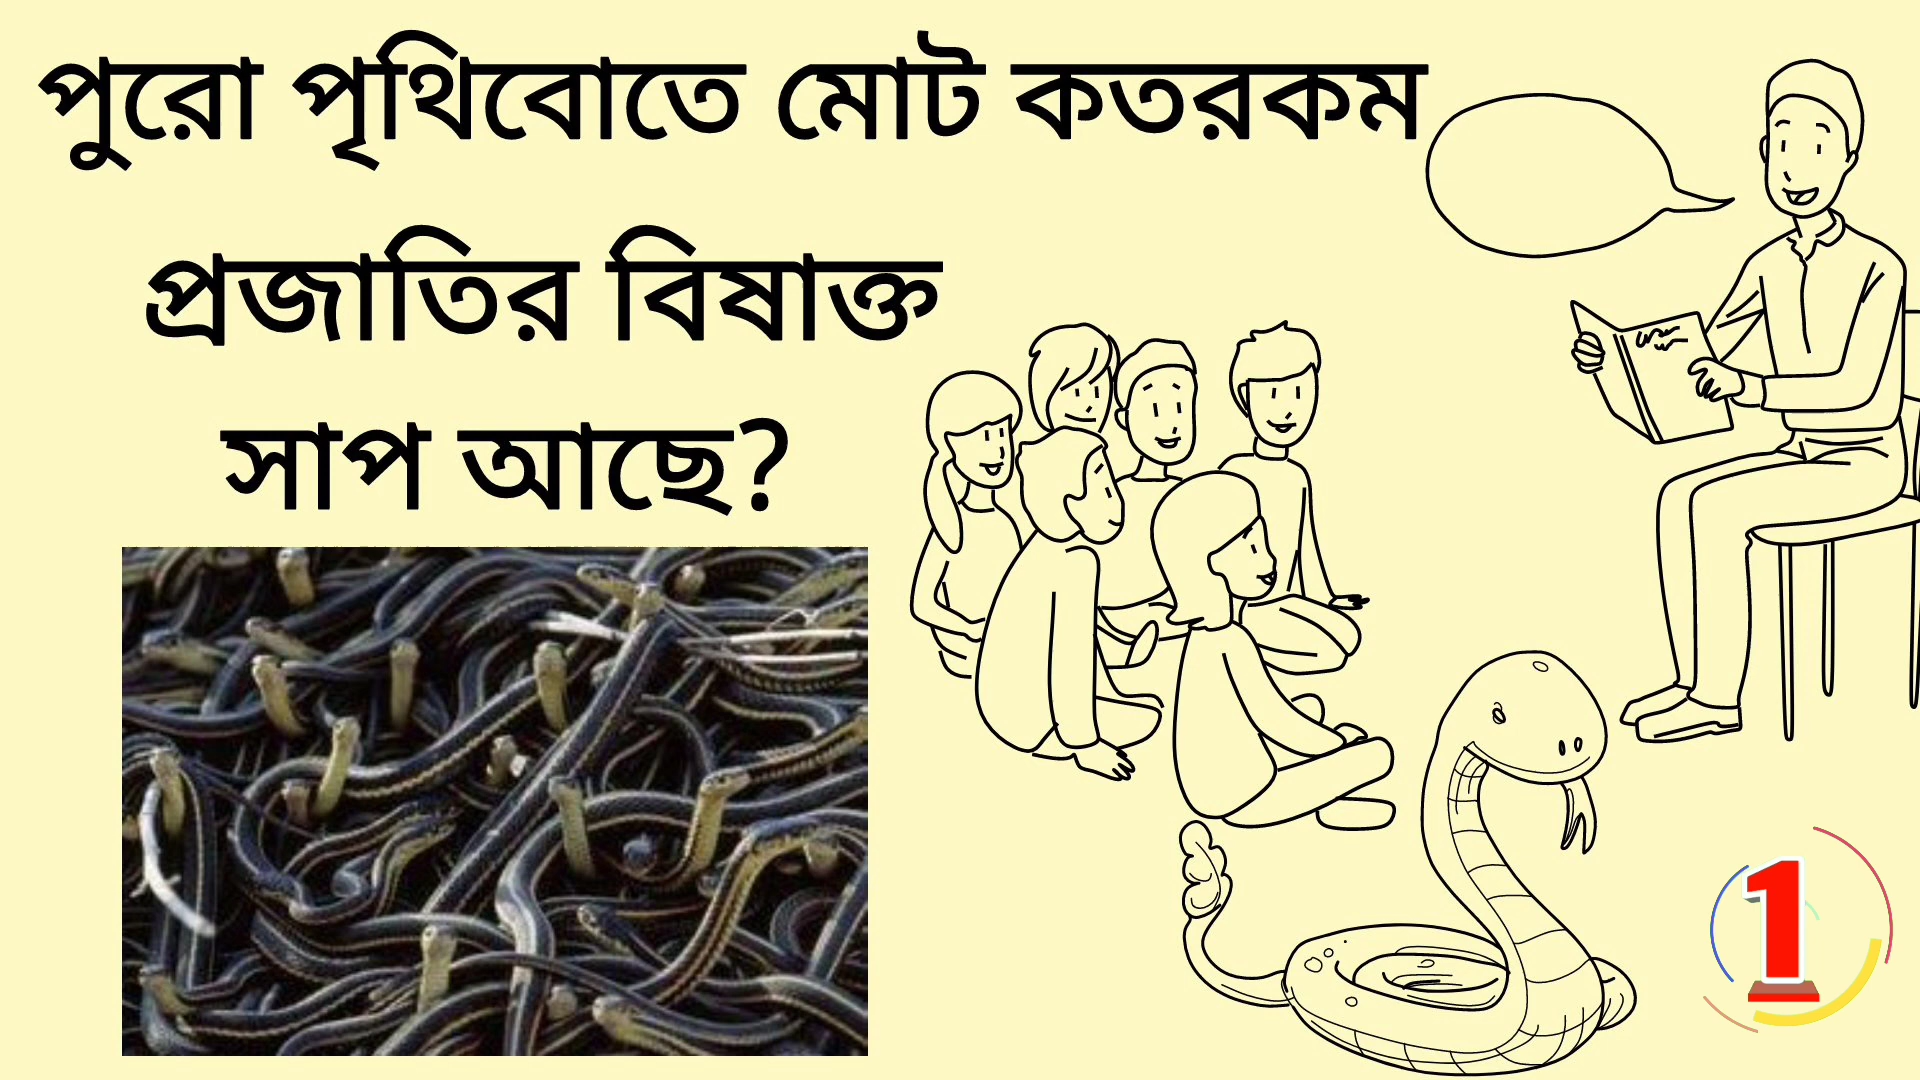 পুরো পৃথিবোতে মোট কতরকম
প্রজাতির বিষাক্ত
সাপ আছে?
1